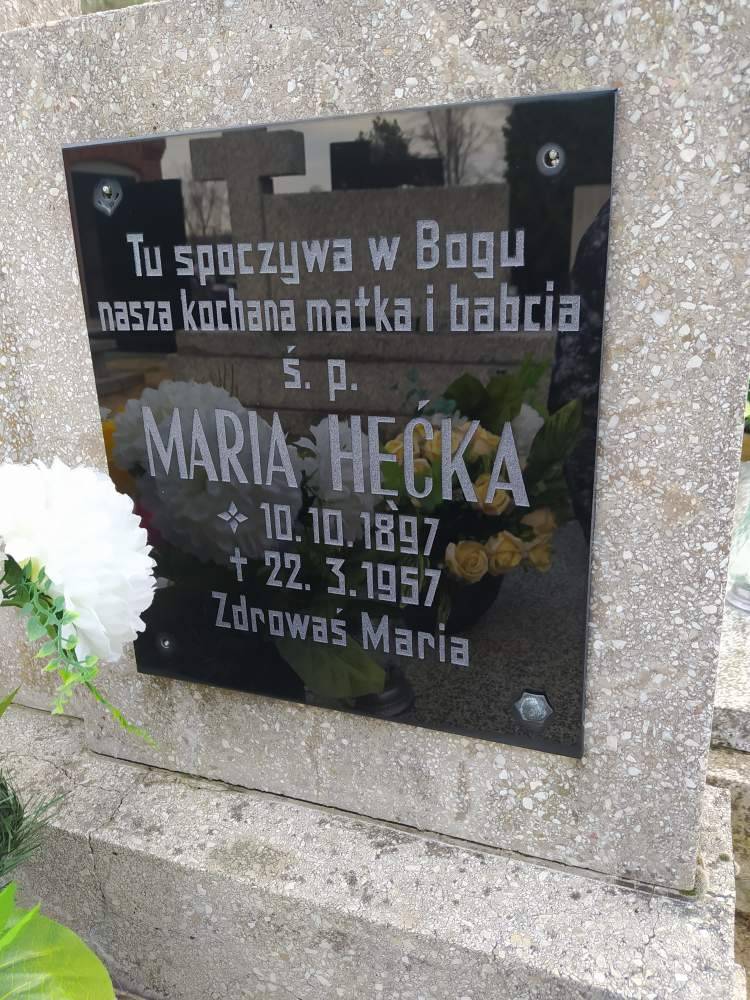 Tu spoczywa w Bogu
nasza kochana matka i babcia
ś. p.
MARIA HEĆKA
10.10.1897
22. 3.1957
Zdrowaś Maria